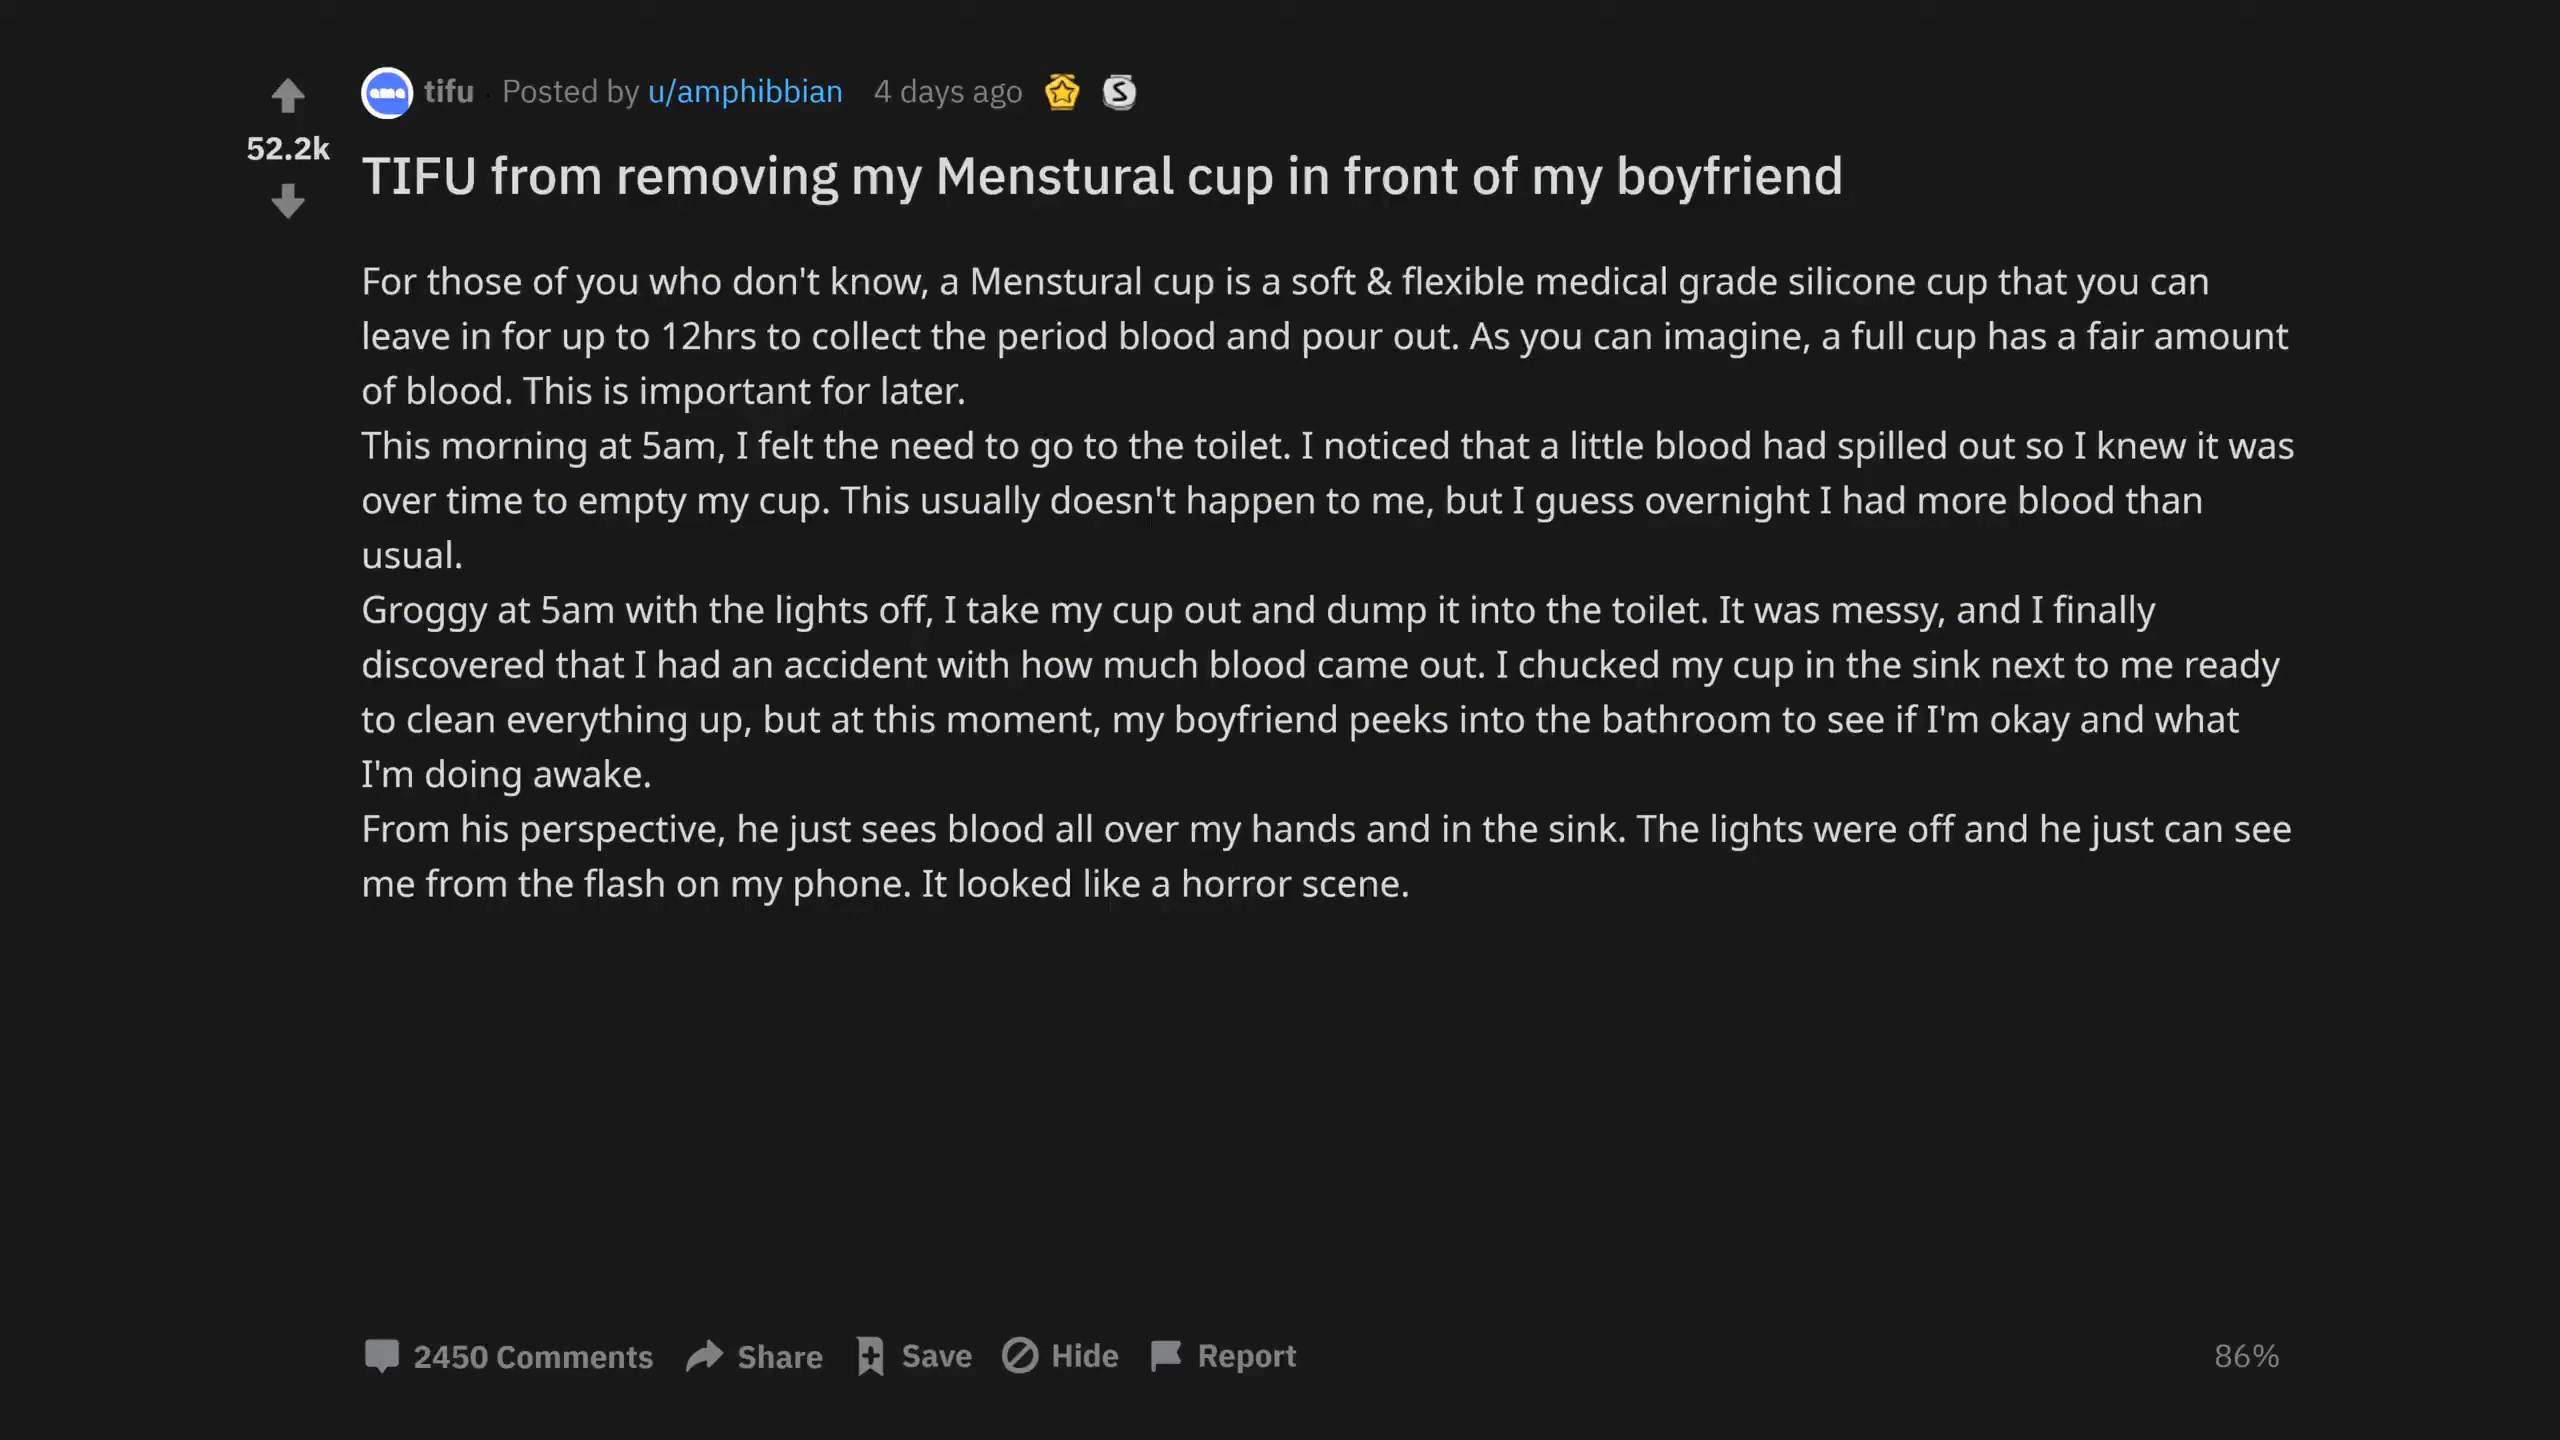 tifu · Posted by u/amphibbian 4 days ago
52.2k
TIFU from removing my Menstural cup in front of my boyfriend
For those of you who don't know, a Menstural cup is a soft & flexible medical grade silicone cup that you can
leave in for up to 12hrs to collect the period blood and pour out. As you can imagine, a full cup has a fair amount
of blood. This is important for later.
This morning at 5am, I felt the need to go to the toilet. I noticed that a little blood had spilled out so I knew it was
over time to empty my cup. This usually doesn't happen to me, but I guess overnight I had more blood than
usual.
Groggy at 5am with the lights off, I take my cup out and dump it into the toilet. It was messy, and I finally
discovered that I had an accident with how much blood came out. I chucked my cup in the sink next to me ready
to clean everything up, but at this moment, my boyfriend peeks into the bathroom to see if I'm okay and what
I'm doing awake.
From his perspective, he just sees blood all over my hands and in the sink. The lights were off and he just can see
me from the flash on my phone. It looked like a horror scene.
2450 Comments Share Save Hide Report 86%